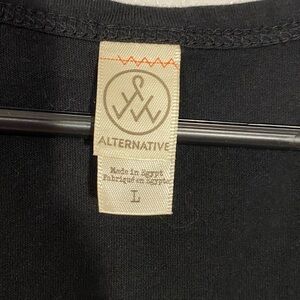 ALTERNATIVE
Made in Egypt
Fabriqué en Egypte
L